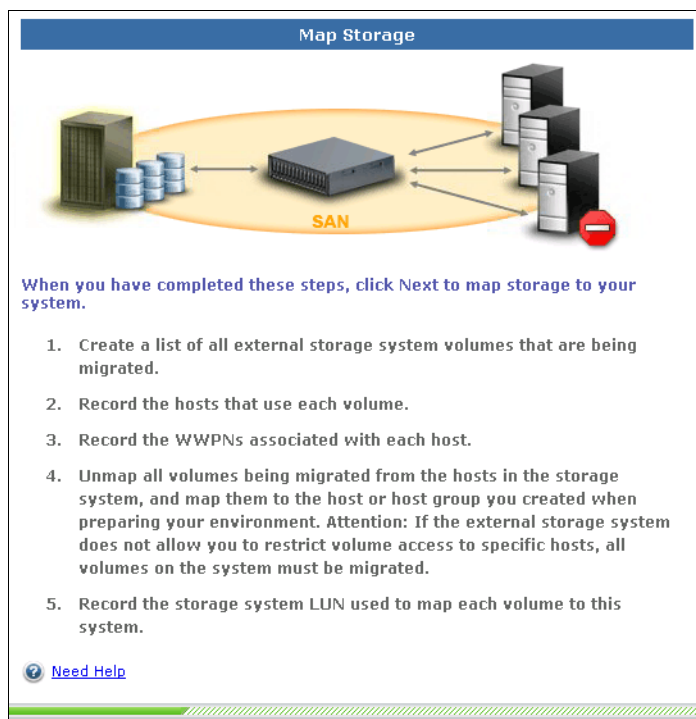 Map Storage
SAN
When you have completed these steps, click Next to map storage to your
system.
1. Create a list of all external storage system volumes that are being
migrated.
2. Record the hosts that use each volume.
3. Record the WWPNs associated with each host.
4. Unmap all volumes being migrated from the hosts in the storage
system, and map them to the host or host group you created when
preparing your environment. Attention: If the external storage system
does not allow you to restrict volume access to specific hosts, all
volumes on the system must be migrated.
5. Record the storage system LUN used to map each volume to this
system.
Need Help